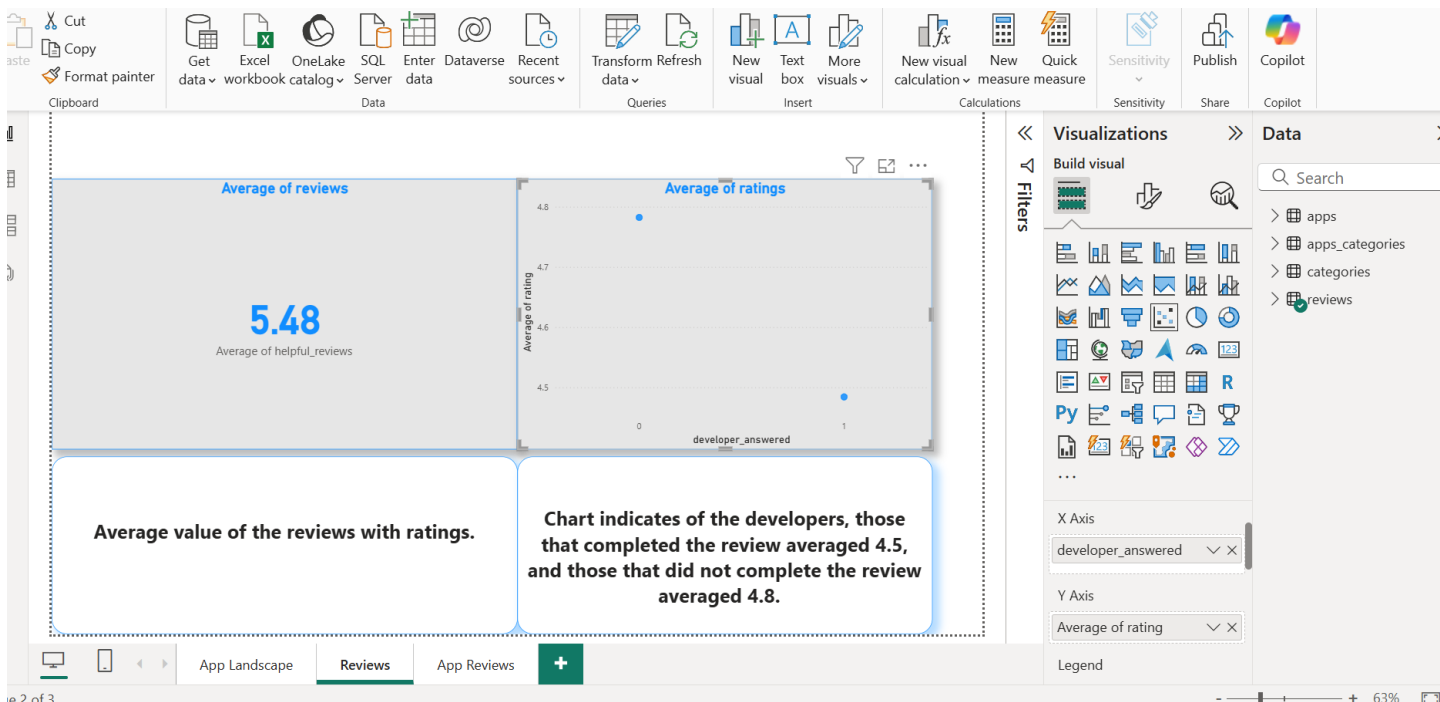 Cut
Copy
Format painter
Clipboard
Get data
Excel workbook
OneLake catalog
SQL Server
Enter data
Dataverse
Recent sources
Data
Transform data
Refresh
Queries
New visual
Text box
More visuals
Insert
New visual calculation
New measure
Quick measure
Calculations
Sensitivity
Sensitivity
Publish
Share
Copilot
Copilot
Average of reviews
5.48
Average of helpful_reviews
Average of ratings
4.8
4.7
4.6
4.5
Average of rating
0
1
developer_answered
Average value of the reviews with ratings.
Chart indicates of the developers, those
that completed the review averaged 4.5,
and those that did not complete the review
averaged 4.8.
Filters
Visualizations
Build visual
123
R
Py
123
...
X Axis
developer_answered
Y Axis
Average of rating
Legend
Data
Search
apps
apps_categories
categories
reviews
App Landscape
Reviews
App Reviews
+
2 of 3
- + 63%